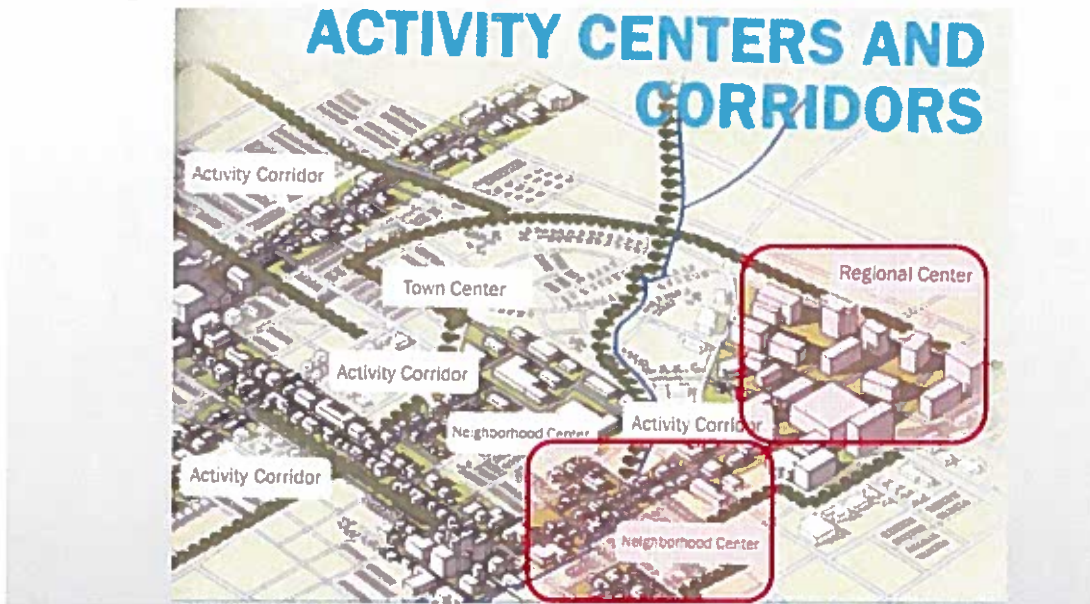 ACTIVITY CENTERS AND
CORRIDORS
Activity Corridor
Regional Center
Town Center
Activity Corridor
Neighborhood Center
Activity Corridor
Activity Corridor
Neighborhood Center